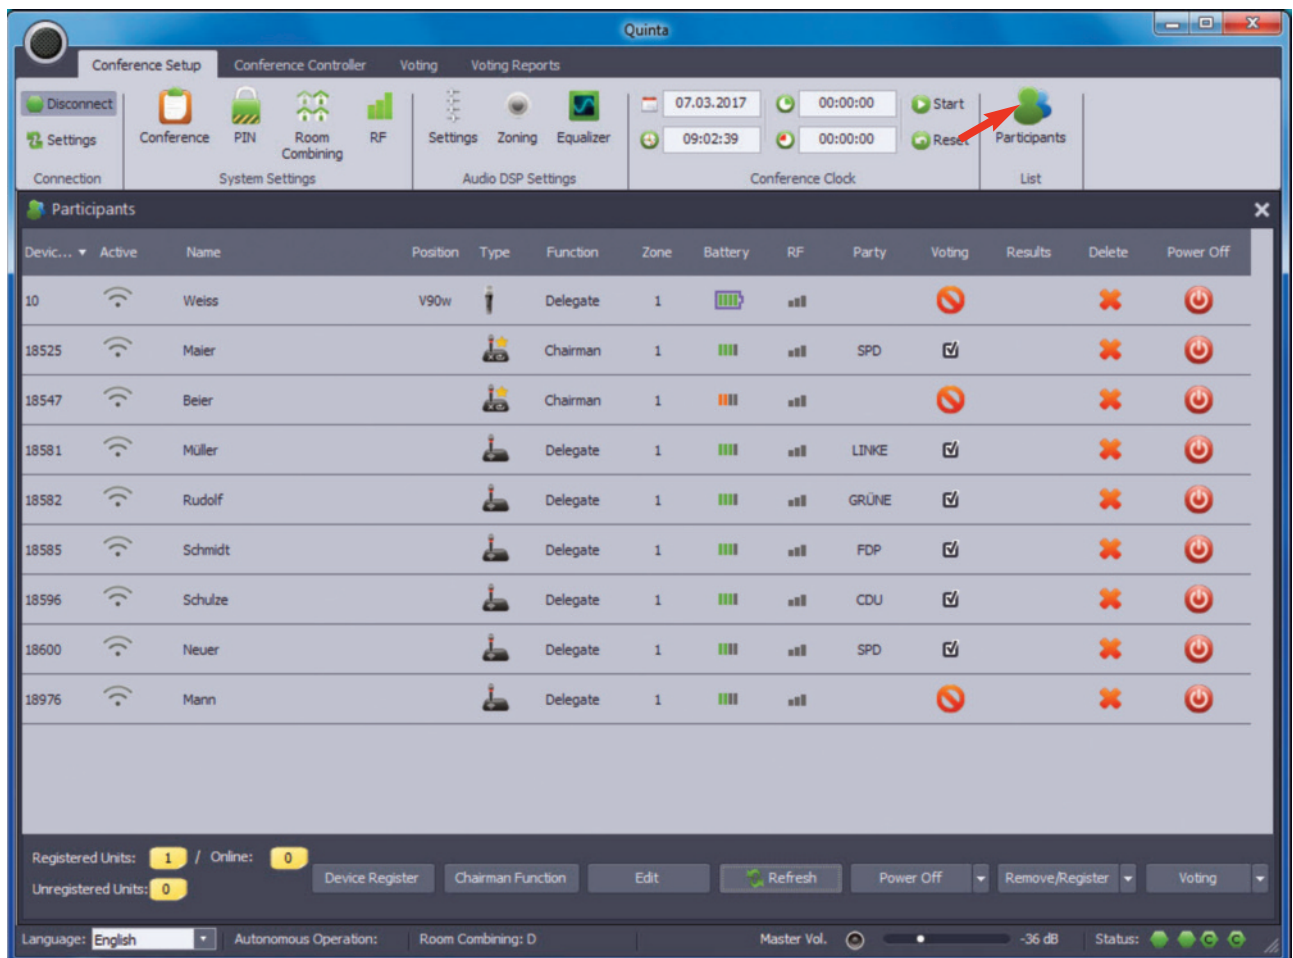 Quinta
Conference Setup Conference Controller Voting Voting Reports
Disconnect 07.03.2017 00:00:00 Start
Settings Conference PIN Room Combining RF Settings Zoning Equalizer 09:02:39 00:00:00 Reset Participants
Connection System Settings Audio DSP Settings Conference Clock List
Participants
Devic... Active Name Position Type Function Zone Battery RF Party Voting Results Delete Power Off
10 Weiss V90w Delegate 1
18525 Maier Chairman 1 SPD
18547 Beier Chairman 1
18581 Müller Delegate 1 LINKE
18582 Rudolf Delegate 1 GRÜNE
18585 Schmidt Delegate 1 FDP
18596 Schulze Delegate 1 CDU
18600 Neuer Delegate 1 SPD
18976 Mann Delegate 1
Registered Units: 1 / Online: 0
Device Register Chairman Function Edit Refresh Power Off Remove/Register Voting
Unregistered Units: 0
Language: English Autonomous Operation: Room Combining: D Master Vol. -36 dB Status: C C